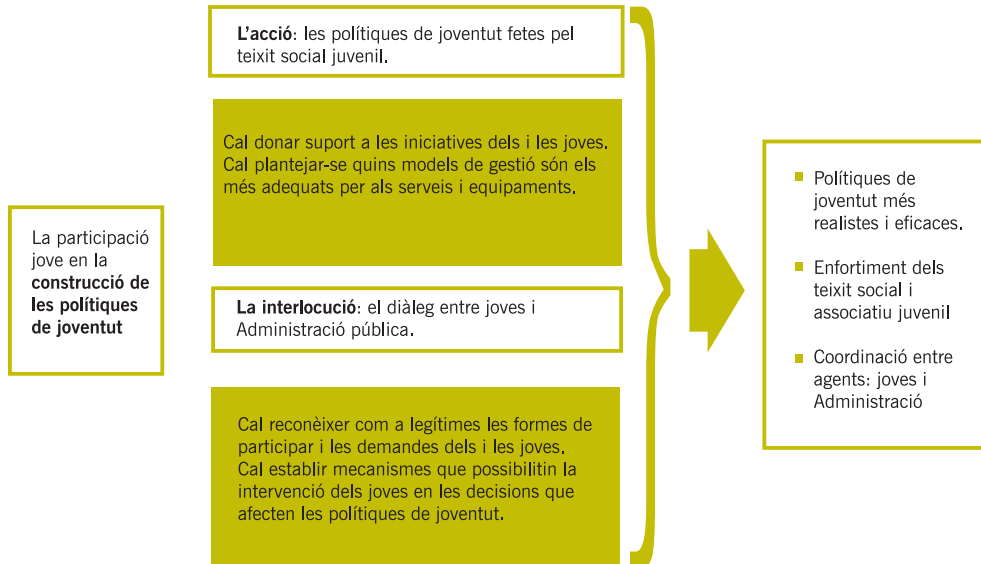 La participació
jove en la
construcció de
les polítiques
de joventut
L'acció: les polítiques de joventut fetes pel
teixit social juvenil.
Cal donar suport a les iniciatives dels i les joves.
Cal plantejar-se quins models de gestió són els
més adequats per als serveis i equipaments.
La interlocució: el diàleg entre joves i
Administració pública.
Cal reconèixer com a legítimes les formes de
participar i les demandes dels i les joves.
Cal establir mecanismes que possibilitin la
intervenció dels joves en les decisions que
afecten les polítiques de joventut.
Polítiques de
joventut més
realistes i eficaces.
Enfortiment dels
teixit social i
associatiu juvenil
Coordinació entre
agents: joves i
Administració